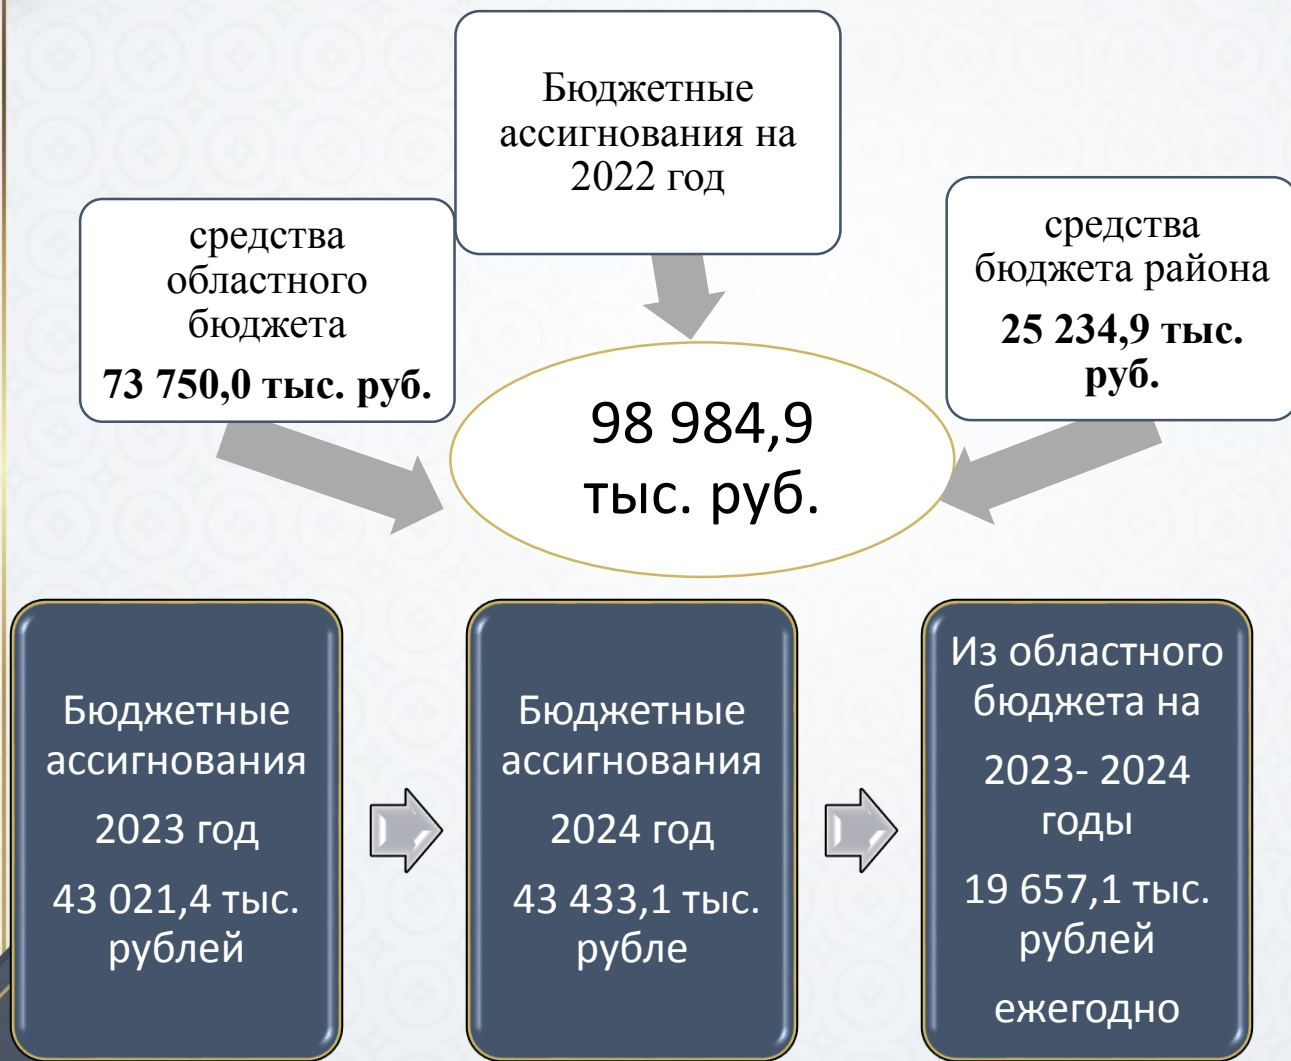 Бюджетные
ассигнования на
2022 год
средства
областного
бюджета
73 750,0 тыс. руб.
средства
бюджета района
25 234,9 тыс.
руб.
98 984,9
тыс. руб.
Бюджетные
ассигнования
2023 год
43 021,4 тыс.
рублей
Бюджетные
ассигнования
2024 год
43 433,1 тыс.
рубле
Из областного
бюджета на
2023- 2024
годы
19 657,1 тыс.
рублей
ежегодно